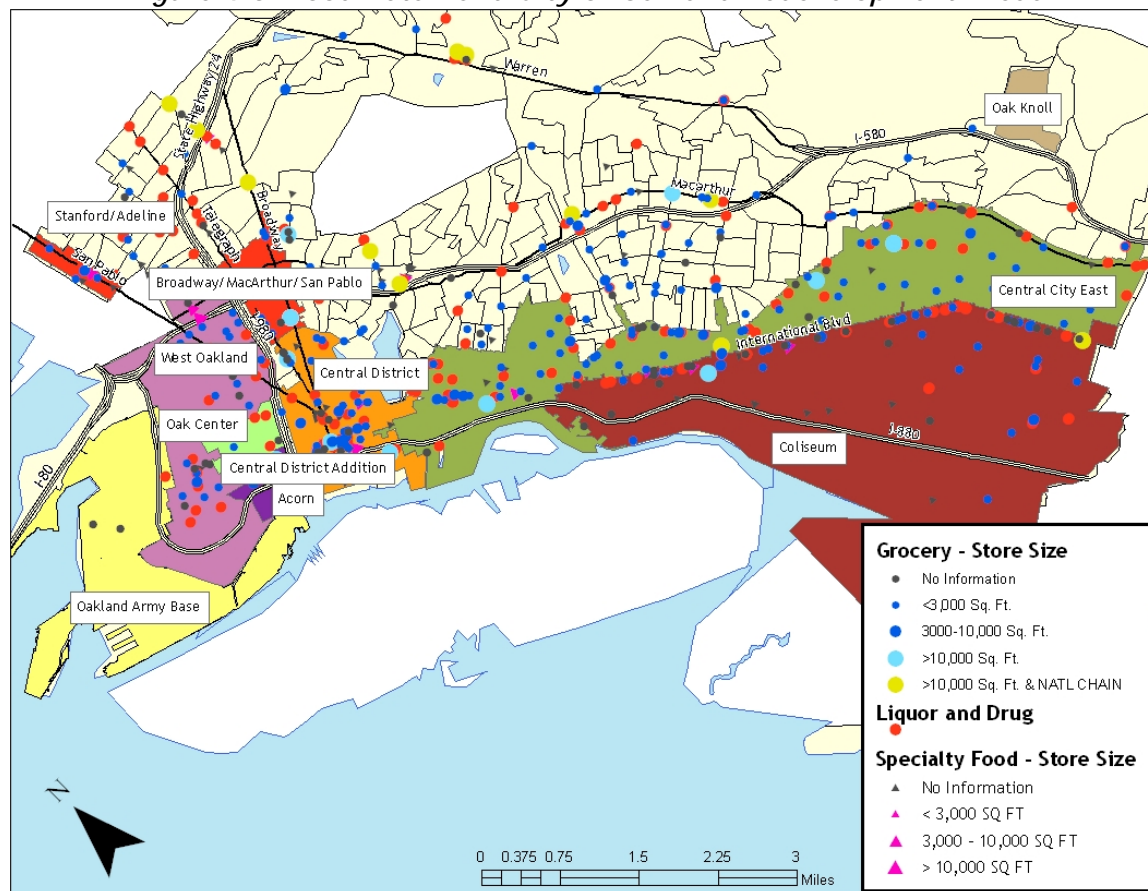 Warren
State Highway 24
Oak Knoll
I-580
Macarthur
Stanford/Adeline
Telegraph
Broadway
San Pablo
Broadway/MacArthur/San Pablo
Central City East
I-980
International Blvd
West Oakland
Central District
Oak Center
I-880
Coliseum
I-80
Central District Addition
Acorn
Oakland Army Base
Grocery - Store Size
No Information
<3,000 Sq. Ft.
3000-10,000 Sq. Ft.
>10,000 Sq. Ft.
>10,000 Sq. Ft. & NATL CHAIN
Liquor and Drug
Specialty Food - Store Size
No Information
< 3,000 SQ FT
3,000 - 10,000 SQ FT
> 10,000 SQ FT
N
0 0.375 0.75 1.5 2.25 3
Miles